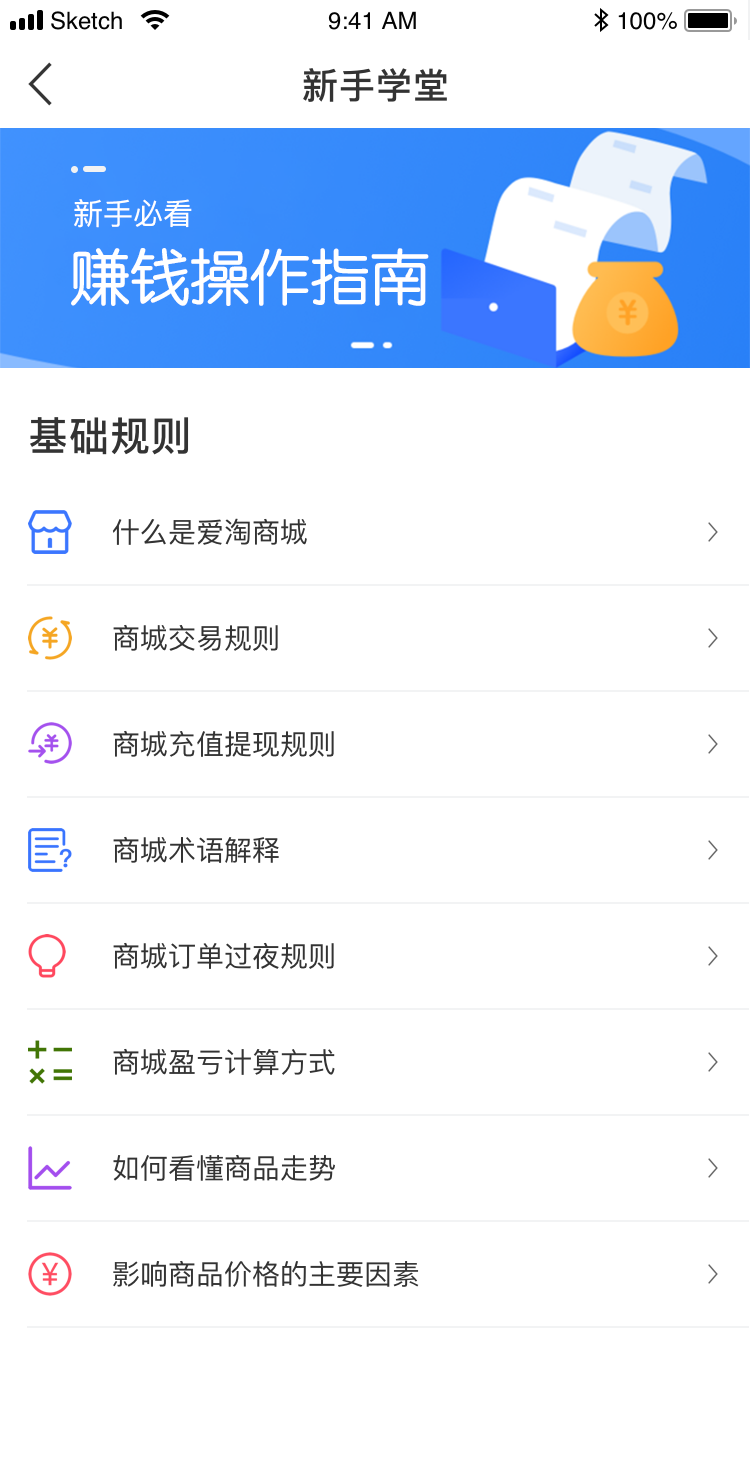 Sketch 9:41 AM 100%
新手学堂
新手必看
赚钱操作指南
¥
基础规则
什么是爱淘商城
¥ 商城交易规则
¥ 商城充值提现规则
? 商城术语解释
商城订单过夜规则
+ − × = 商城盈亏计算方式
如何看懂商品走势
¥ 影响商品价格的主要因素